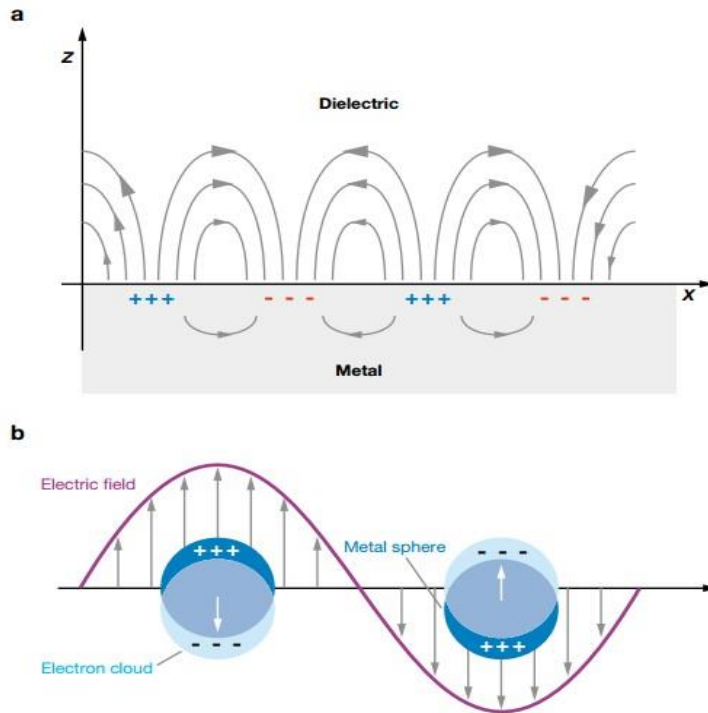 a
z
Dielectric
+++ - - - +++ - - -
x
Metal
b
Electric field
+++
Metal sphere
- - -
- - -
+++
Electron cloud